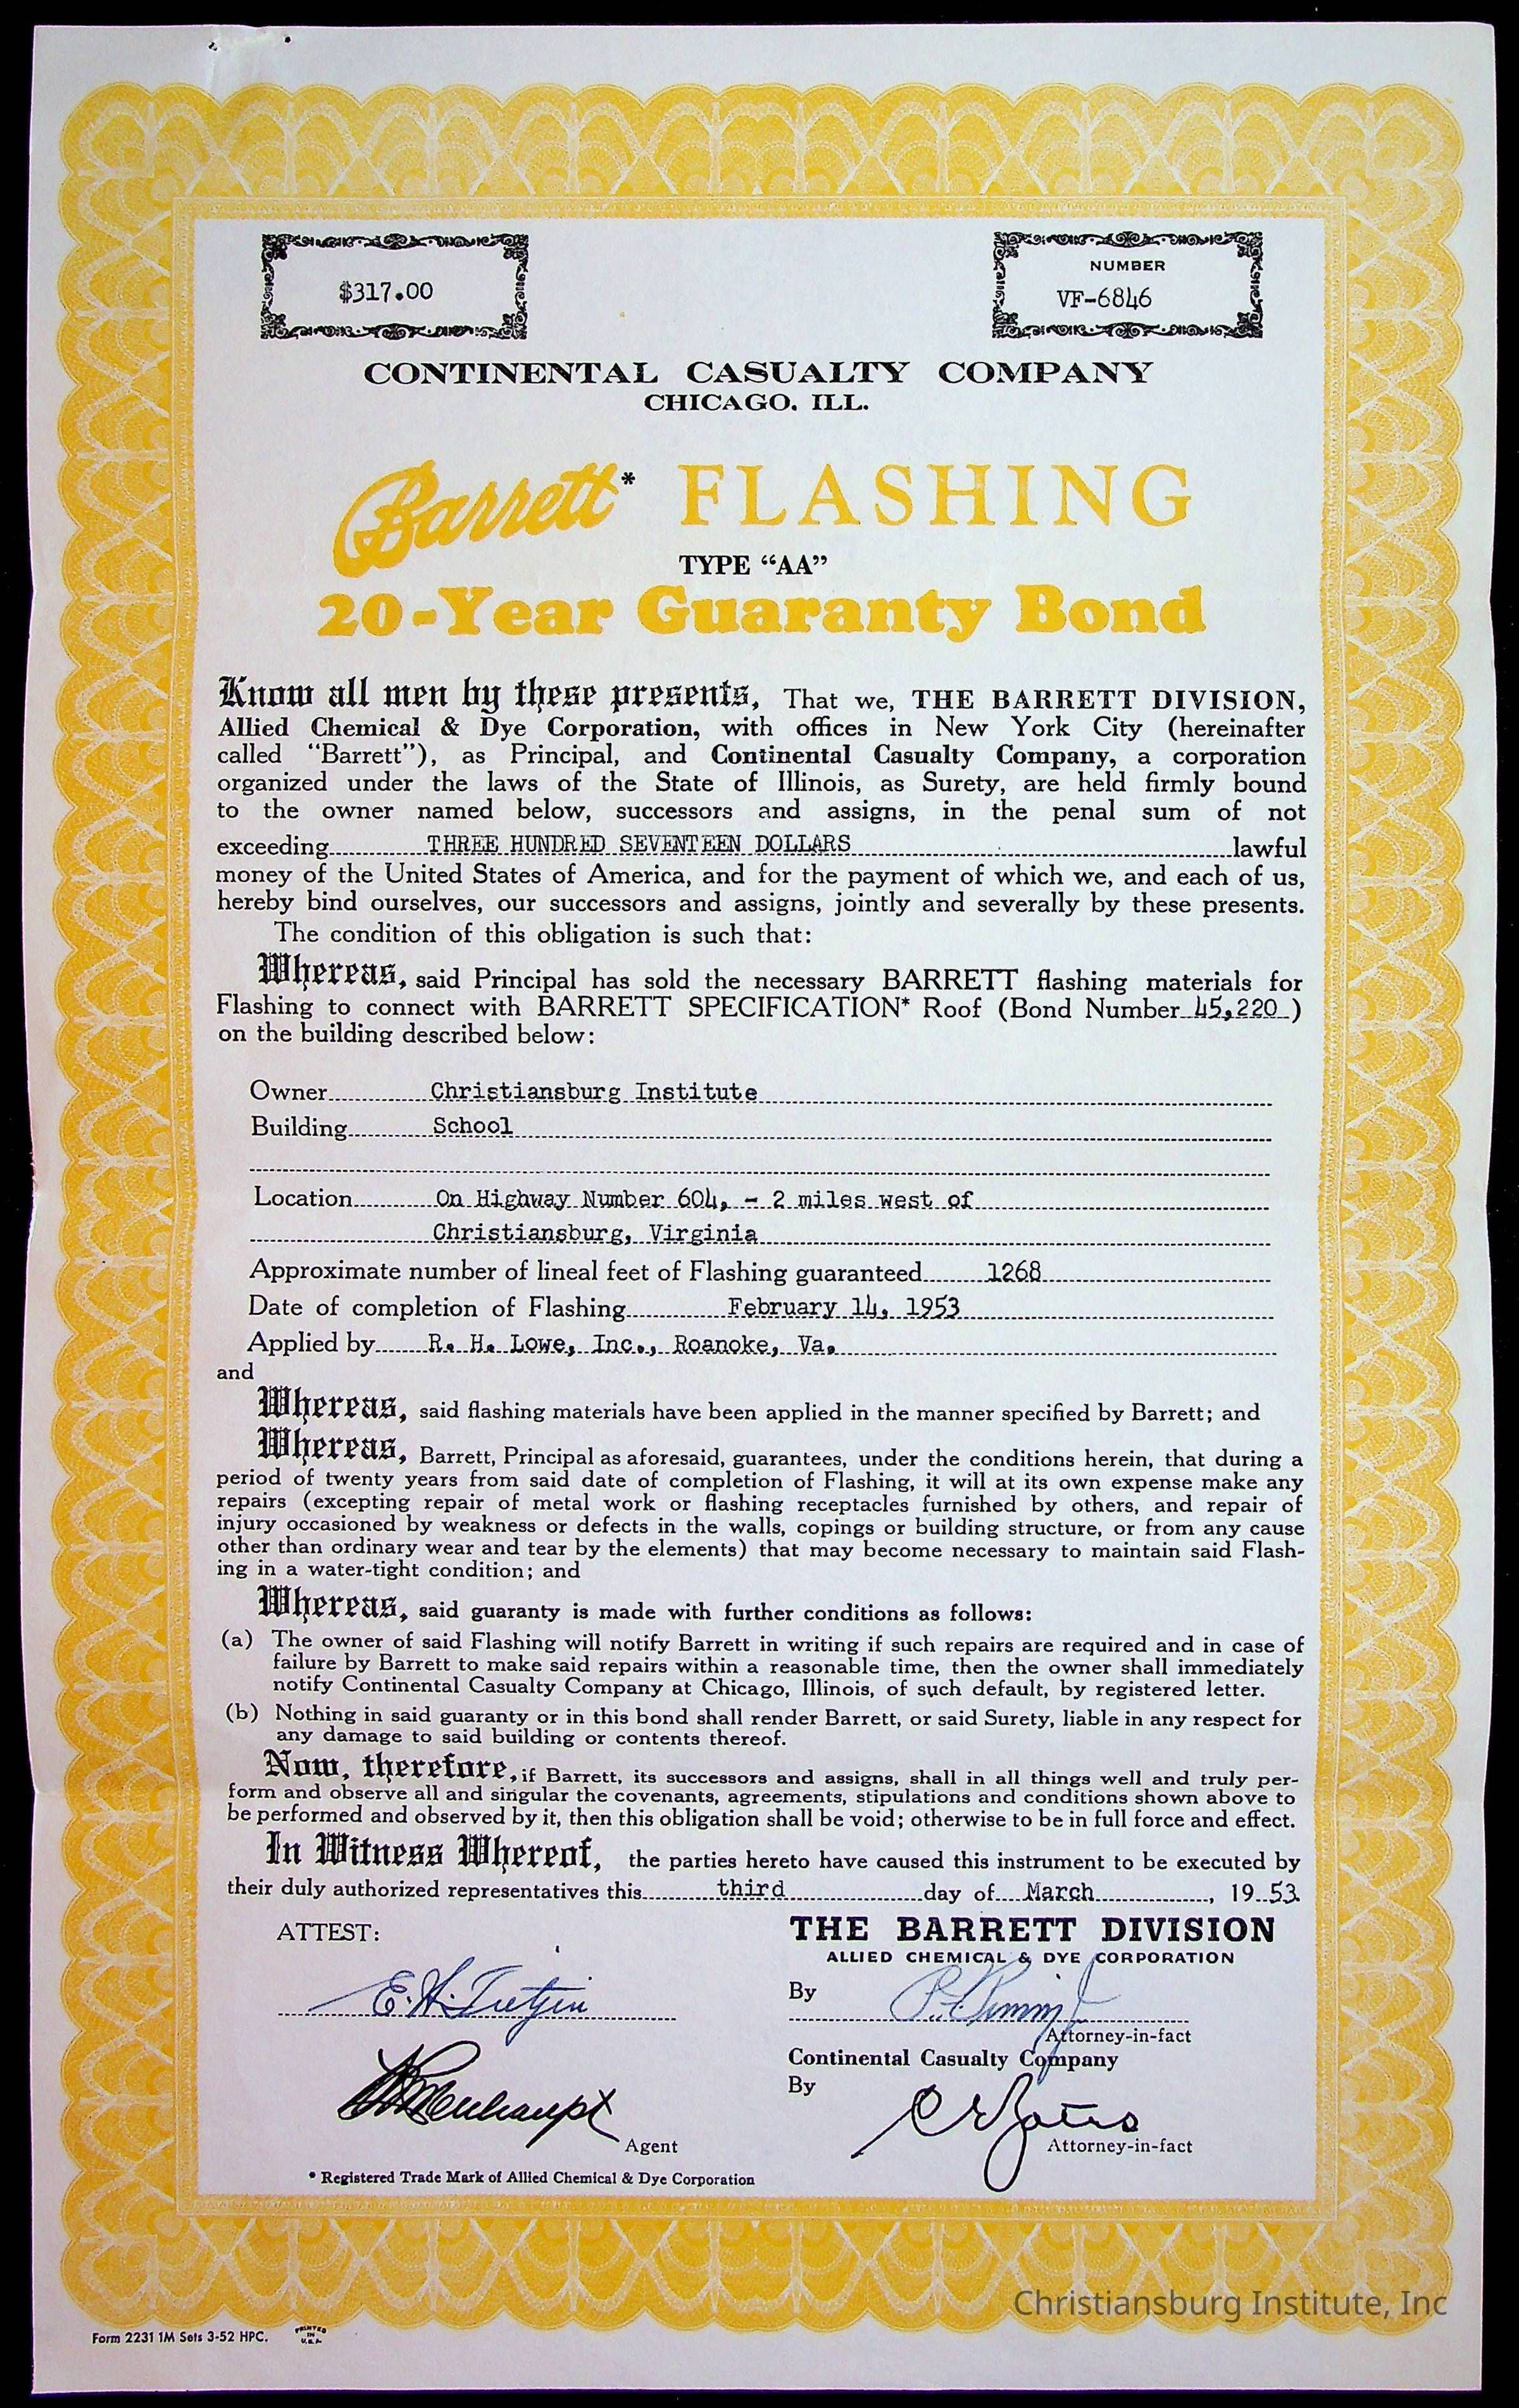 $317.00
NUMBER
VF-6846
CONTINENTAL CASUALTY COMPANY
CHICAGO, ILL.
Barrett* FLASHING
TYPE “AA”
20-Year Guaranty Bond
Know all men by these presents, That we, THE BARRETT DIVISION,
Allied Chemical & Dye Corporation, with offices in New York City (hereinafter
called “Barrett”), as Principal, and Continental Casualty Company, a corporation
organized under the laws of the State of Illinois, as Surety, are held firmly bound
to the owner named below, successors and assigns, in the penal sum of not
exceeding THREE HUNDRED SEVENTEEN DOLLARS lawful
money of the United States of America, and for the payment of which we, and each of us,
hereby bind ourselves, our successors and assigns, jointly and severally by these presents.
The condition of this obligation is such that:
Whereas, said Principal has sold the necessary BARRETT flashing materials for
Flashing to connect with BARRETT SPECIFICATION* Roof (Bond Number 45,220 )
on the building described below:
Owner Christiansburg Institute
Building School
Location On Highway Number 604, - 2 miles west of
Christiansburg, Virginia
Approximate number of lineal feet of Flashing guaranteed 1268
Date of completion of Flashing February 14, 1953
Applied by R. H. Lowe, Inc., Roanoke, Va.
and
Whereas, said flashing materials have been applied in the manner specified by Barrett; and
Whereas, Barrett, Principal as aforesaid, guarantees, under the conditions herein, that during a
period of twenty years from said date of completion of Flashing, it will at its own expense make any
repairs (excepting repair of metal work or flashing receptacles furnished by others, and repair of
injury occasioned by weakness or defects in the walls, copings or building structure, or from any cause
other than ordinary wear and tear by the elements) that may become necessary to maintain said Flash-
ing in a water-tight condition; and
Whereas, said guaranty is made with further conditions as follows:
(a) The owner of said Flashing will notify Barrett in writing if such repairs are required and in case of
failure by Barrett to make said repairs within a reasonable time, then the owner shall immediately
notify Continental Casualty Company at Chicago, Illinois, of such default, by registered letter.
(b) Nothing in said guaranty or in this bond shall render Barrett, or said Surety, liable in any respect for
any damage to said building or contents thereof.
Now, therefore, if Barrett, its successors and assigns, shall in all things well and truly per-
form and observe all and singular the covenants, agreements, stipulations and conditions shown above to
be performed and observed by it, then this obligation shall be void; otherwise to be in full force and effect.
In Witness Whereof, the parties hereto have caused this instrument to be executed by
their duly authorized representatives this third day of March, 19 53.
ATTEST:
THE BARRETT DIVISION
ALLIED CHEMICAL & DYE CORPORATION
E. H.
By
Attorney-in-fact
Continental Casualty Company
By
Agent
Attorney-in-fact
* Registered Trade Mark of Allied Chemical & Dye Corporation
Christiansburg Institute, Inc
Form 2231 1M Sets 3-52 HPC.
PRINTED
IN
U.S.A.